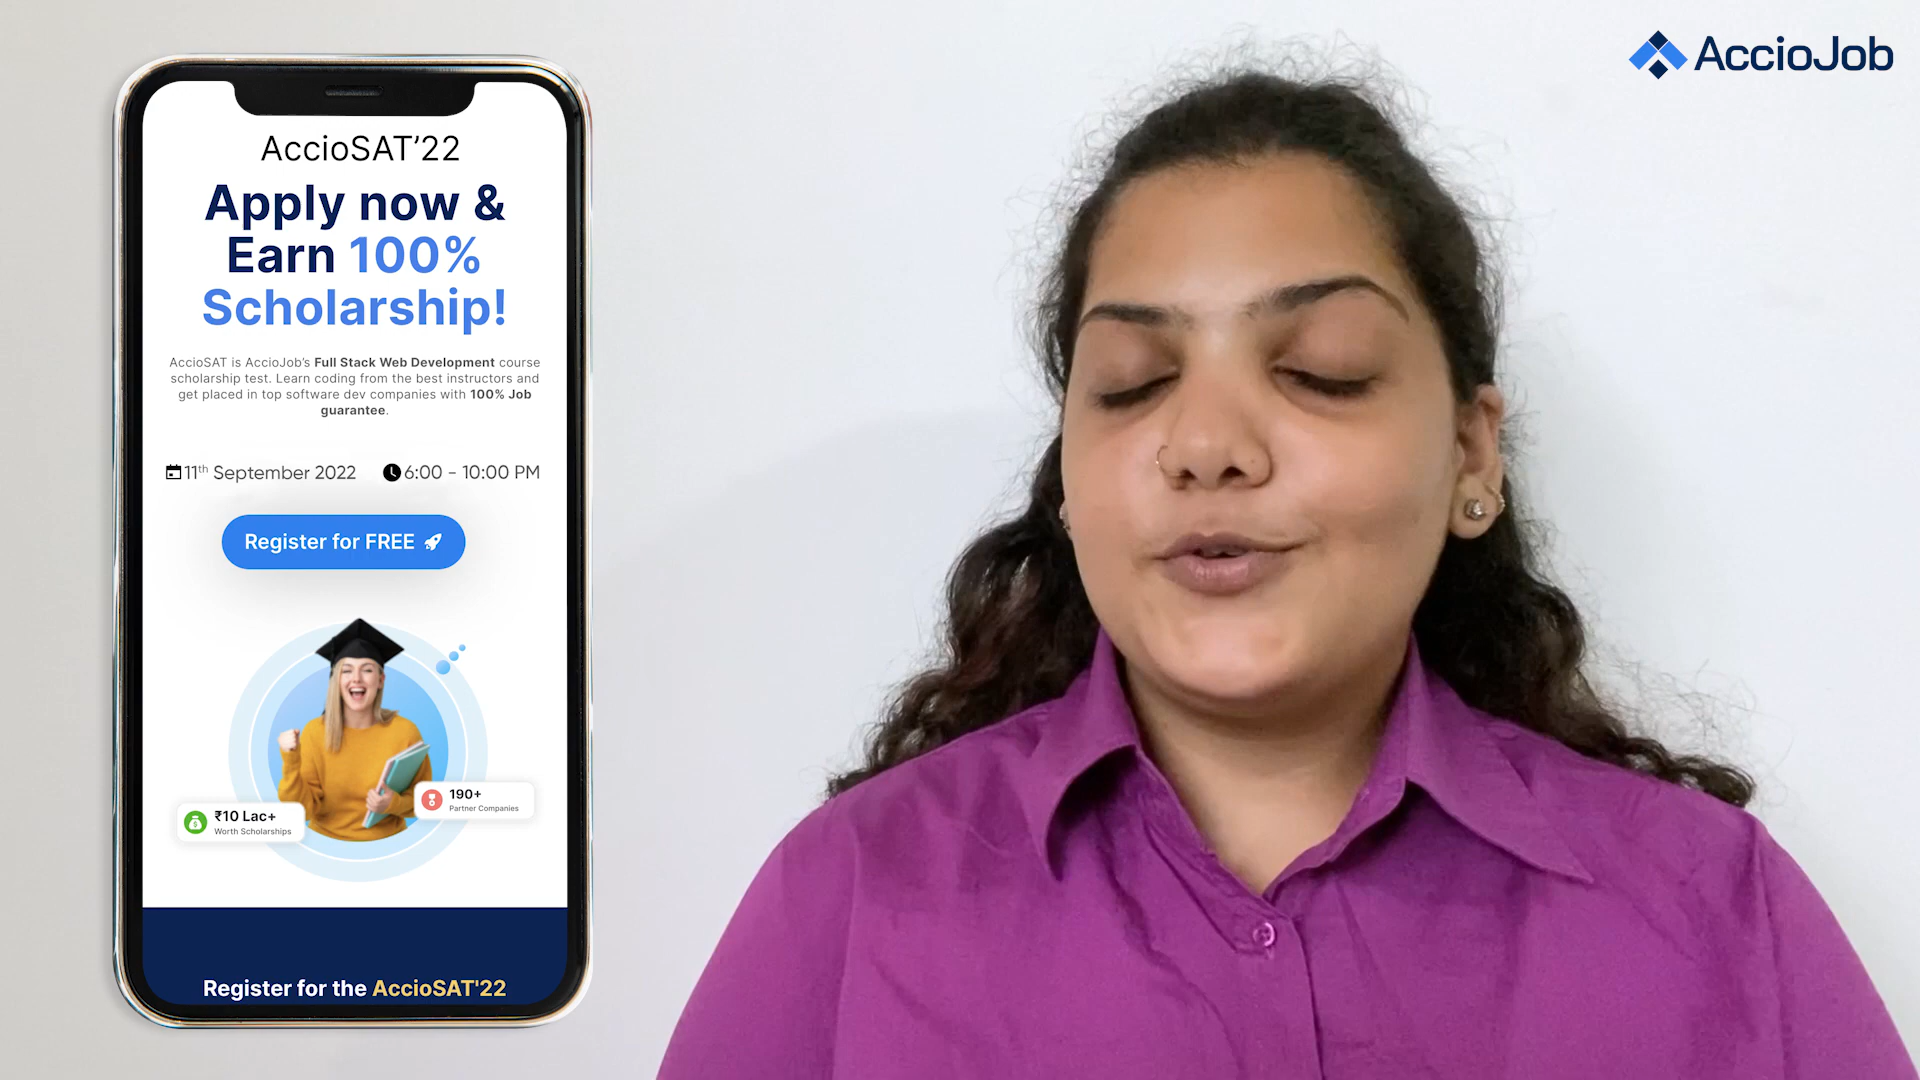 AccioJob
AccioSAT’22
Apply now &
Earn 100%
Scholarship!
AccioSAT is AccioJob’s Full Stack Web Development course
scholarship test. Learn coding from the best instructors and
get placed in top software dev companies with 100% Job
guarantee.
11th September 2022 6:00 - 10:00 PM
Register for FREE
190+
Partner Companies
₹10 Lac+
Worth Scholarships
Register for the AccioSAT'22